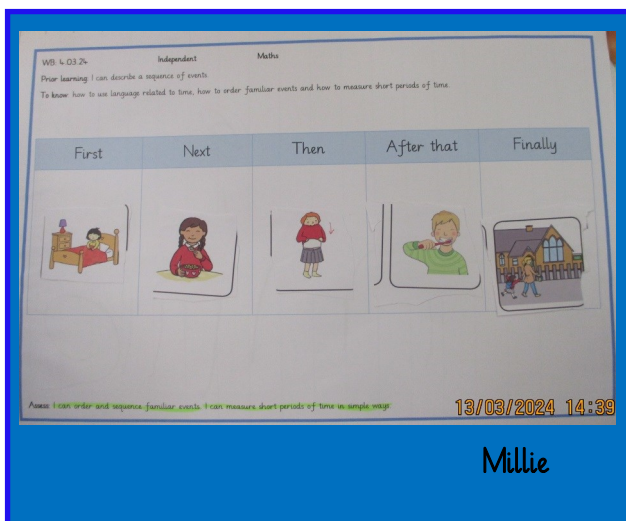 WB. 4.03.24 Independent Maths
Prior learning: I can describe a sequence of events
To know: how to use language related to time, how to order familiar events and how to measure short periods of time.
First Next Then After that Finally
Assess: I can order and sequence familiar events. I can measure short periods of time in simple ways
13/03/2024 14:39
Millie